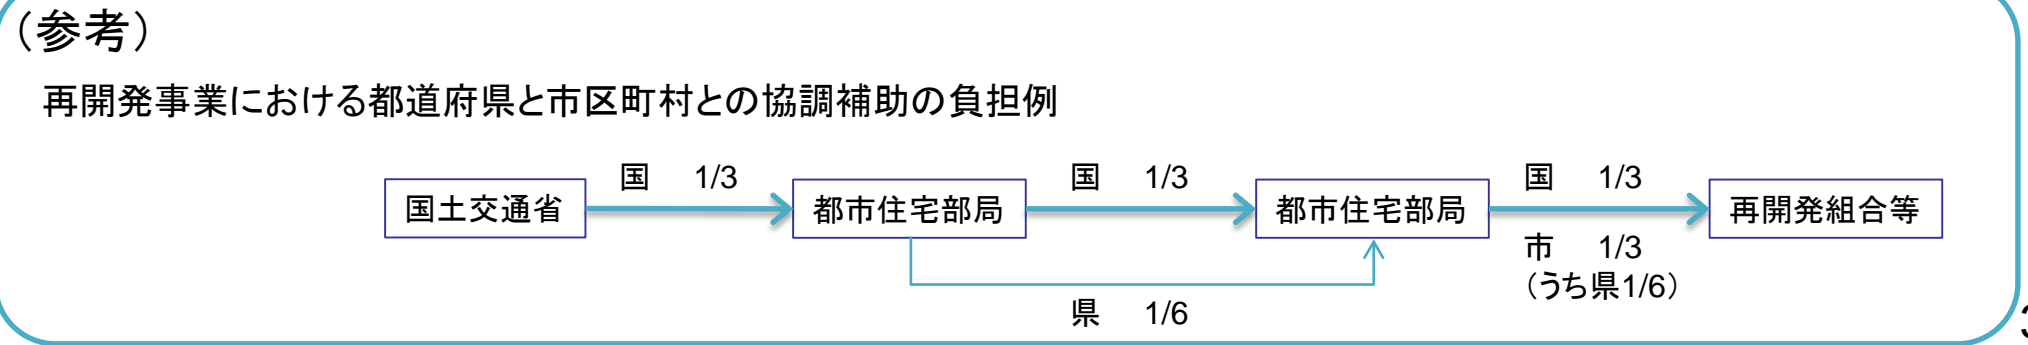 （参考）
再開発事業における都道府県と市区町村との協調補助の負担例
国 1/3 国 1/3 国 1/3
国土交通省 都市住宅部局 都市住宅部局 再開発組合等
市 1/3
（うち県1/6）
県 1/6